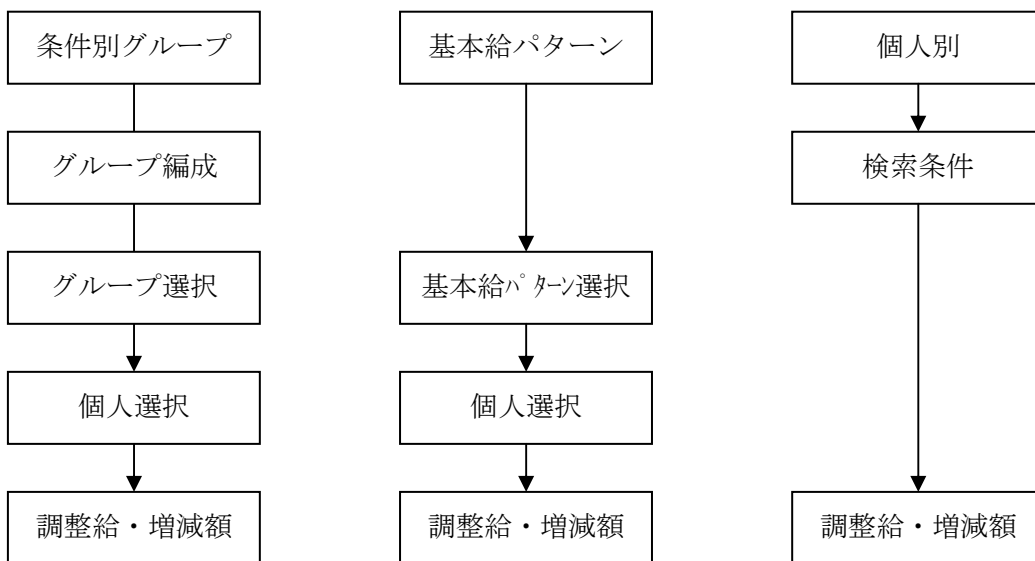 条件別グループ
基本給パターン
個人別
グループ編成
検索条件
グループ選択
基本給ﾊﾟﾀｰﾝ選択
個人選択
個人選択
調整給・増減額
調整給・増減額
調整給・増減額